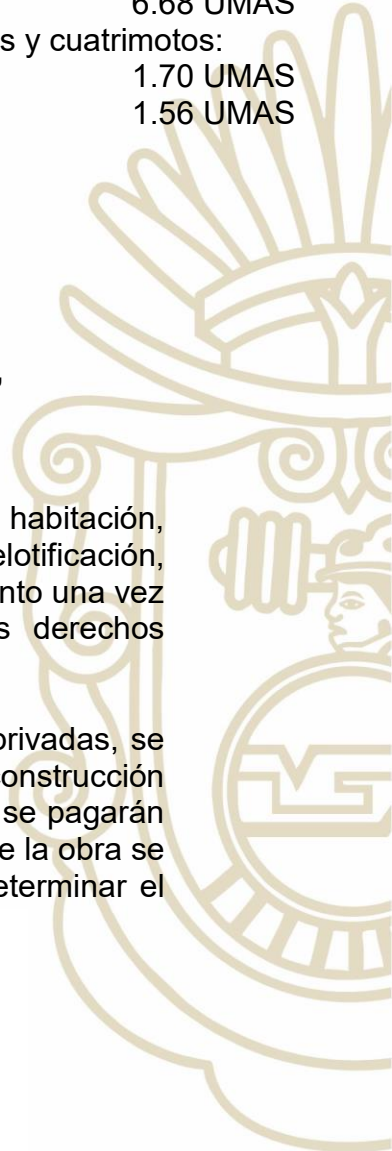 6.68 UMAS
s y cuatrimotos:
1.70 UMAS
1.56 UMAS
,
habitación,
elotificación,
nto una vez
s derechos
privadas, se
construcción
se pagarán
e la obra se
eterminar el